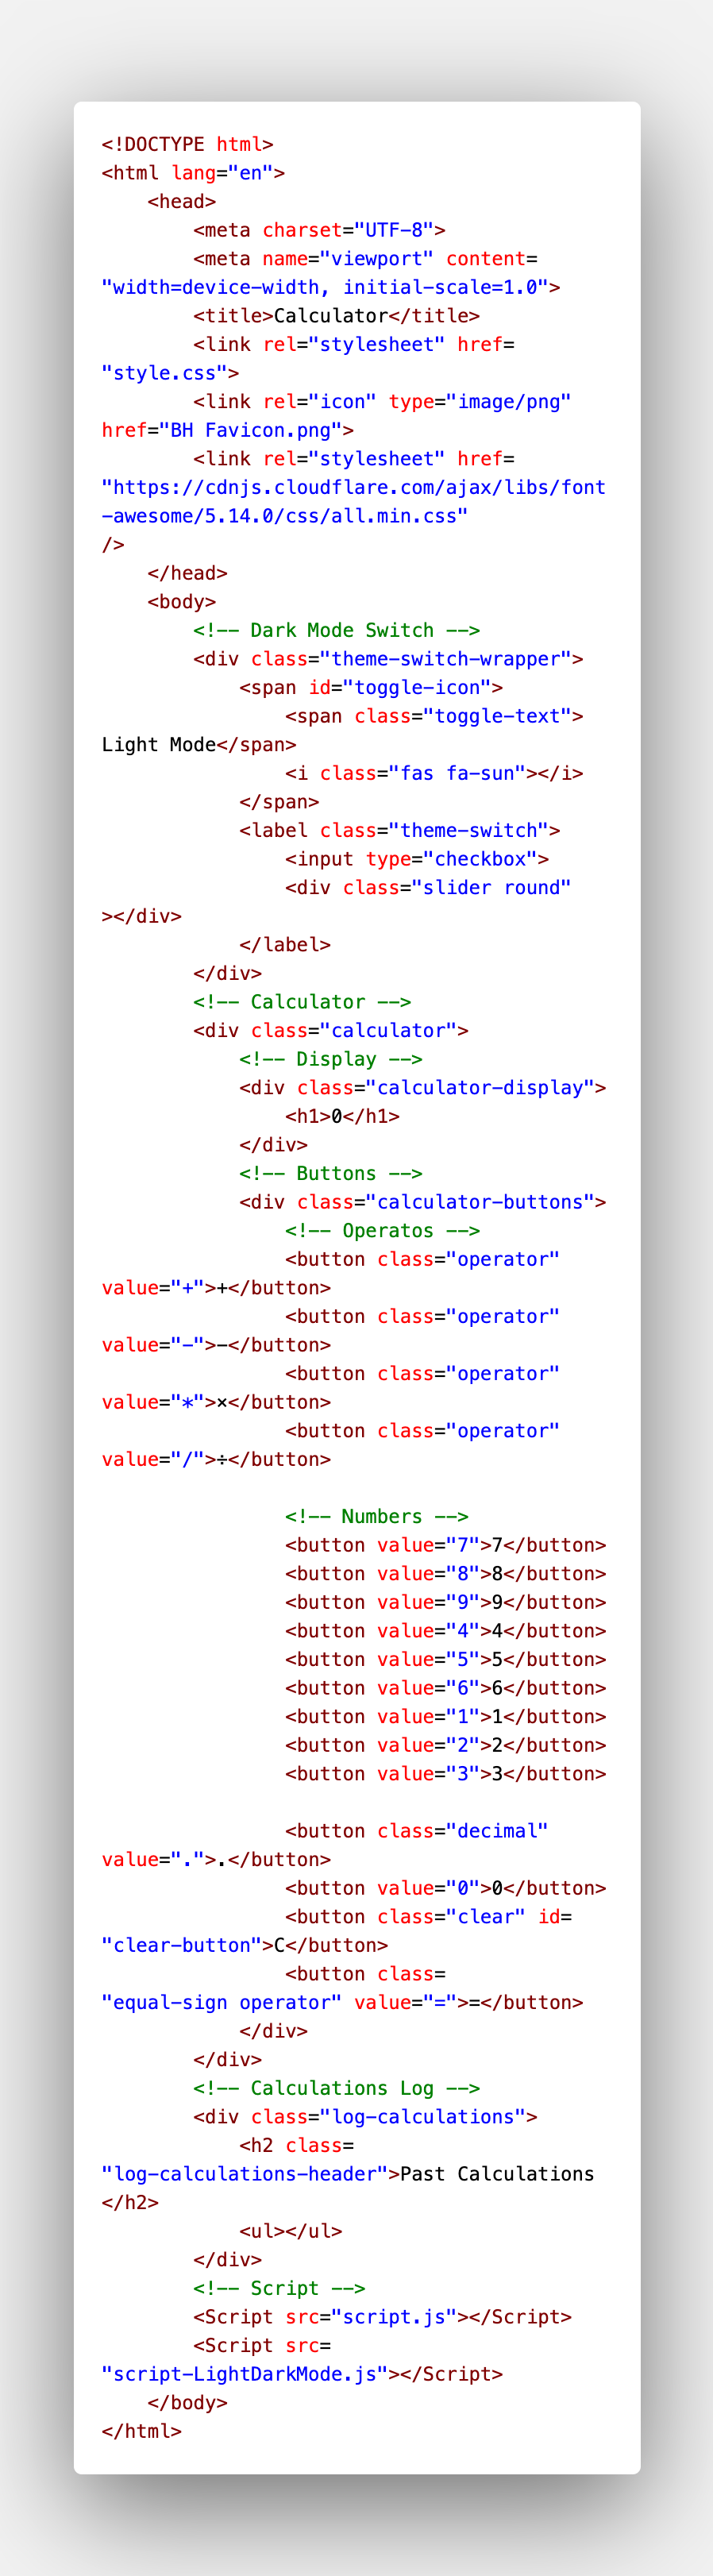 <!DOCTYPE html>
<html lang="en">
    <head>
        <meta charset="UTF-8">
        <meta name="viewport" content=
"width=device-width, initial-scale=1.0">
        <title>Calculator</title>
        <link rel="stylesheet" href=
"style.css">
        <link rel="icon" type="image/png"
href="BH Favicon.png">
        <link rel="stylesheet" href=
"https://cdnjs.cloudflare.com/ajax/libs/font
-awesome/5.14.0/css/all.min.css"
/>
    </head>
    <body>
        <!-- Dark Mode Switch -->
        <div class="theme-switch-wrapper">
            <span id="toggle-icon">
                <span class="toggle-text">
Light Mode</span>
                <i class="fas fa-sun"></i>
            </span>
            <label class="theme-switch">
                <input type="checkbox">
                <div class="slider round"
></div>
            </label>
        </div>
        <!-- Calculator -->
        <div class="calculator">
            <!-- Display -->
            <div class="calculator-display">
                <h1>0</h1>
            </div>
            <!-- Buttons -->
            <div class="calculator-buttons">
                <!-- Operatos -->
                <button class="operator"
value="+">+</button>
                <button class="operator"
value="-">-</button>
                <button class="operator"
value="*">×</button>
                <button class="operator"
value="/">÷</button>

                <!-- Numbers -->
                <button value="7">7</button>
                <button value="8">8</button>
                <button value="9">9</button>
                <button value="4">4</button>
                <button value="5">5</button>
                <button value="6">6</button>
                <button value="1">1</button>
                <button value="2">2</button>
                <button value="3">3</button>

                <button class="decimal"
value=".">.</button>
                <button value="0">0</button>
                <button class="clear" id=
"clear-button">C</button>
                <button class=
"equal-sign operator" value="=">=</button>
            </div>
        </div>
        <!-- Calculations Log -->
        <div class="log-calculations">
            <h2 class=
"log-calculations-header">Past Calculations
</h2>
            <ul></ul>
        </div>
        <!-- Script -->
        <Script src="script.js"></Script>
        <Script src=
"script-LightDarkMode.js"></Script>
    </body>
</html>